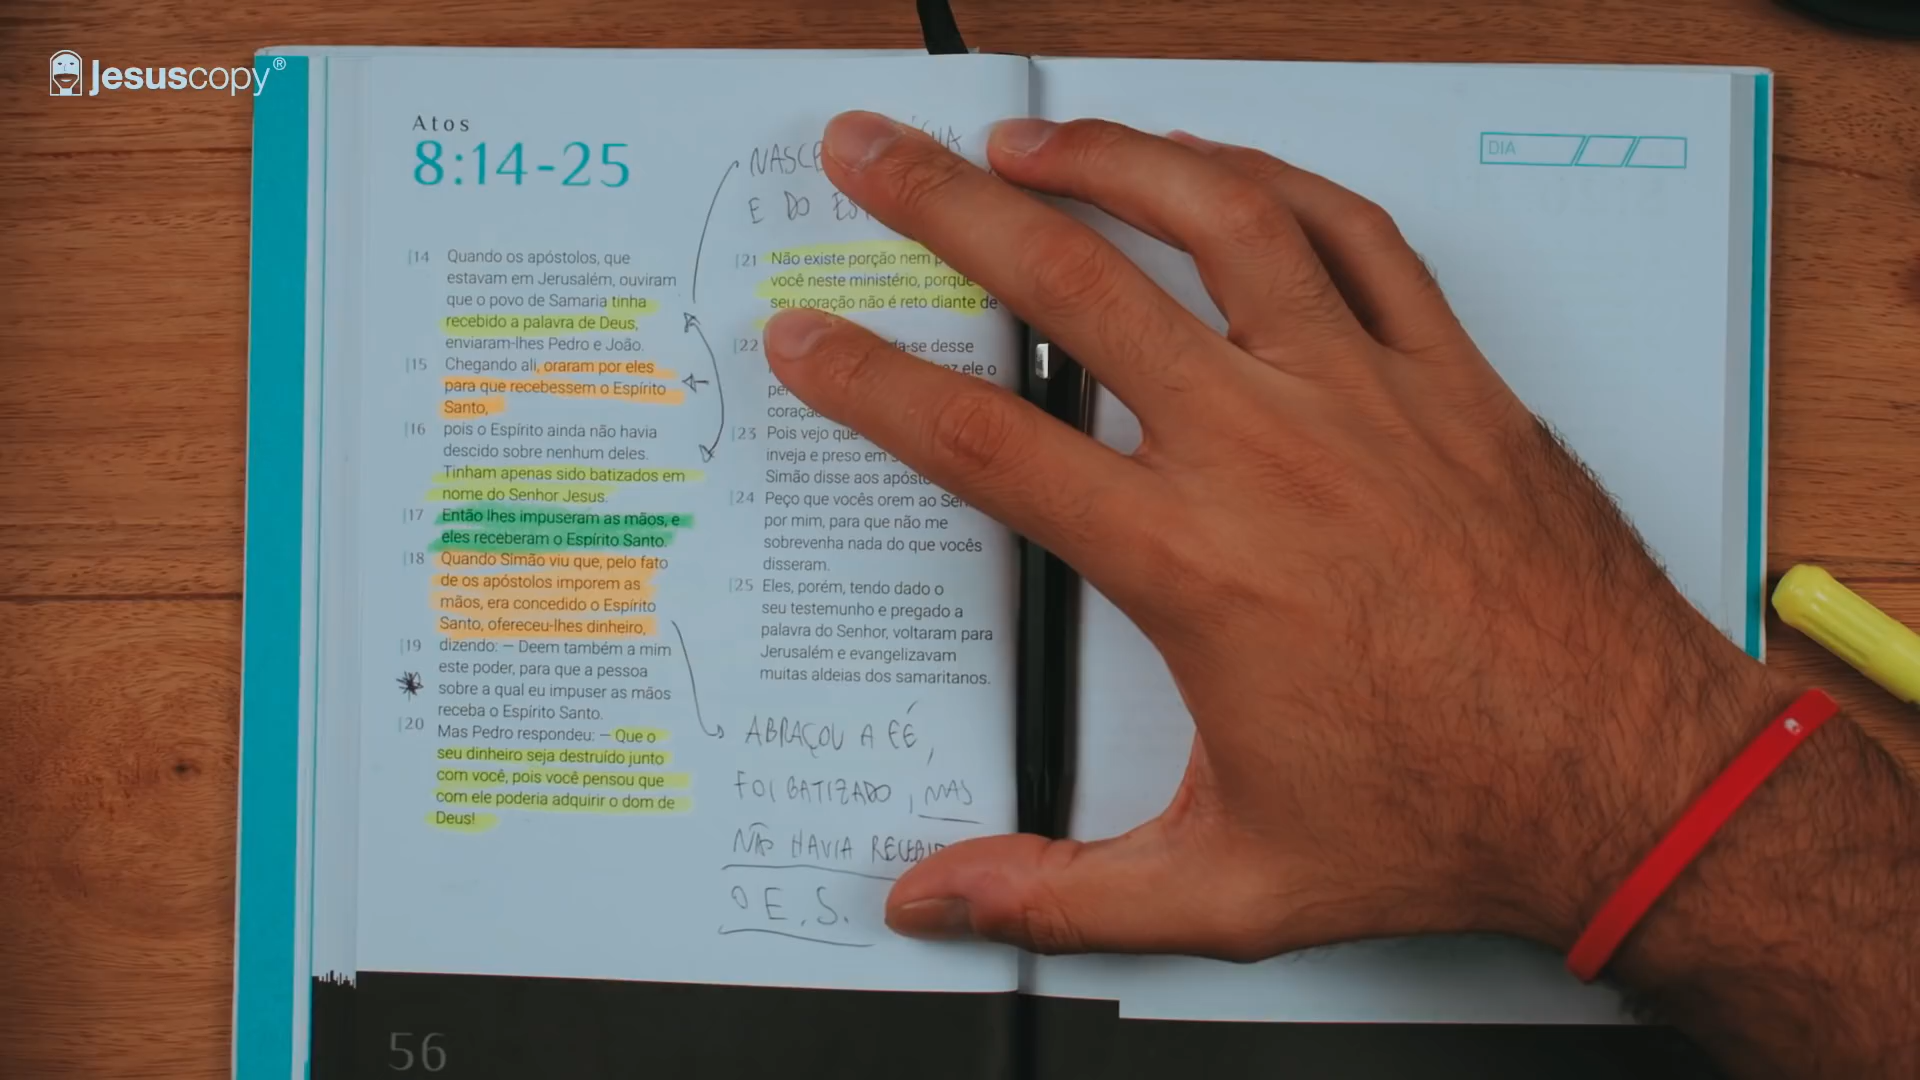 Jesuscopy®
Atos
8:14-25
[14 Quando os apóstolos, que
estavam em Jerusalém, ouviram
que o povo de Samaria tinha
recebido a palavra de Deus,
enviaram-lhes Pedro e João.
[15 Chegando ali, oraram por eles
para que recebessem o Espírito
Santo,
[16 pois o Espírito ainda não havia
descido sobre nenhum deles.
Tinham apenas sido batizados em
nome do Senhor Jesus.
[17 Então lhes impuseram as mãos, e
eles receberam o Espírito Santo.
[18 Quando Simão viu que, pelo fato
de os apóstolos imporem as
mãos, era concedido o Espírito
Santo, ofereceu-lhes dinheiro,
[19 dizendo: — Deem também a mim
este poder, para que a pessoa
sobre a qual eu impuser as mãos
receba o Espírito Santo.
[20 Mas Pedro respondeu: — Que o
seu dinheiro seja destruído junto
com você, pois você pensou que
com ele poderia adquirir o dom de
Deus!
E DO
[21 Não existe porção nem
você neste ministério, porque
seu coração não é reto diante de
[22 desse
ele o
[23 Pois vejo que
inveja e preso em
Simão disse aos
[24 Peço que vocês orem ao
por mim, para que não me
sobrevenha nada do que vocês
disseram.
[25 Eles, porém, tendo dado o
seu testemunho e pregado a
palavra do Senhor, voltaram para
Jerusalém e evangelizavam
muitas aldeias dos samaritanos.
ABRAÇOU A FÉ,
FOI BATIZADO, MAS
NÃO HAVIA
O E.S.
56
DIA